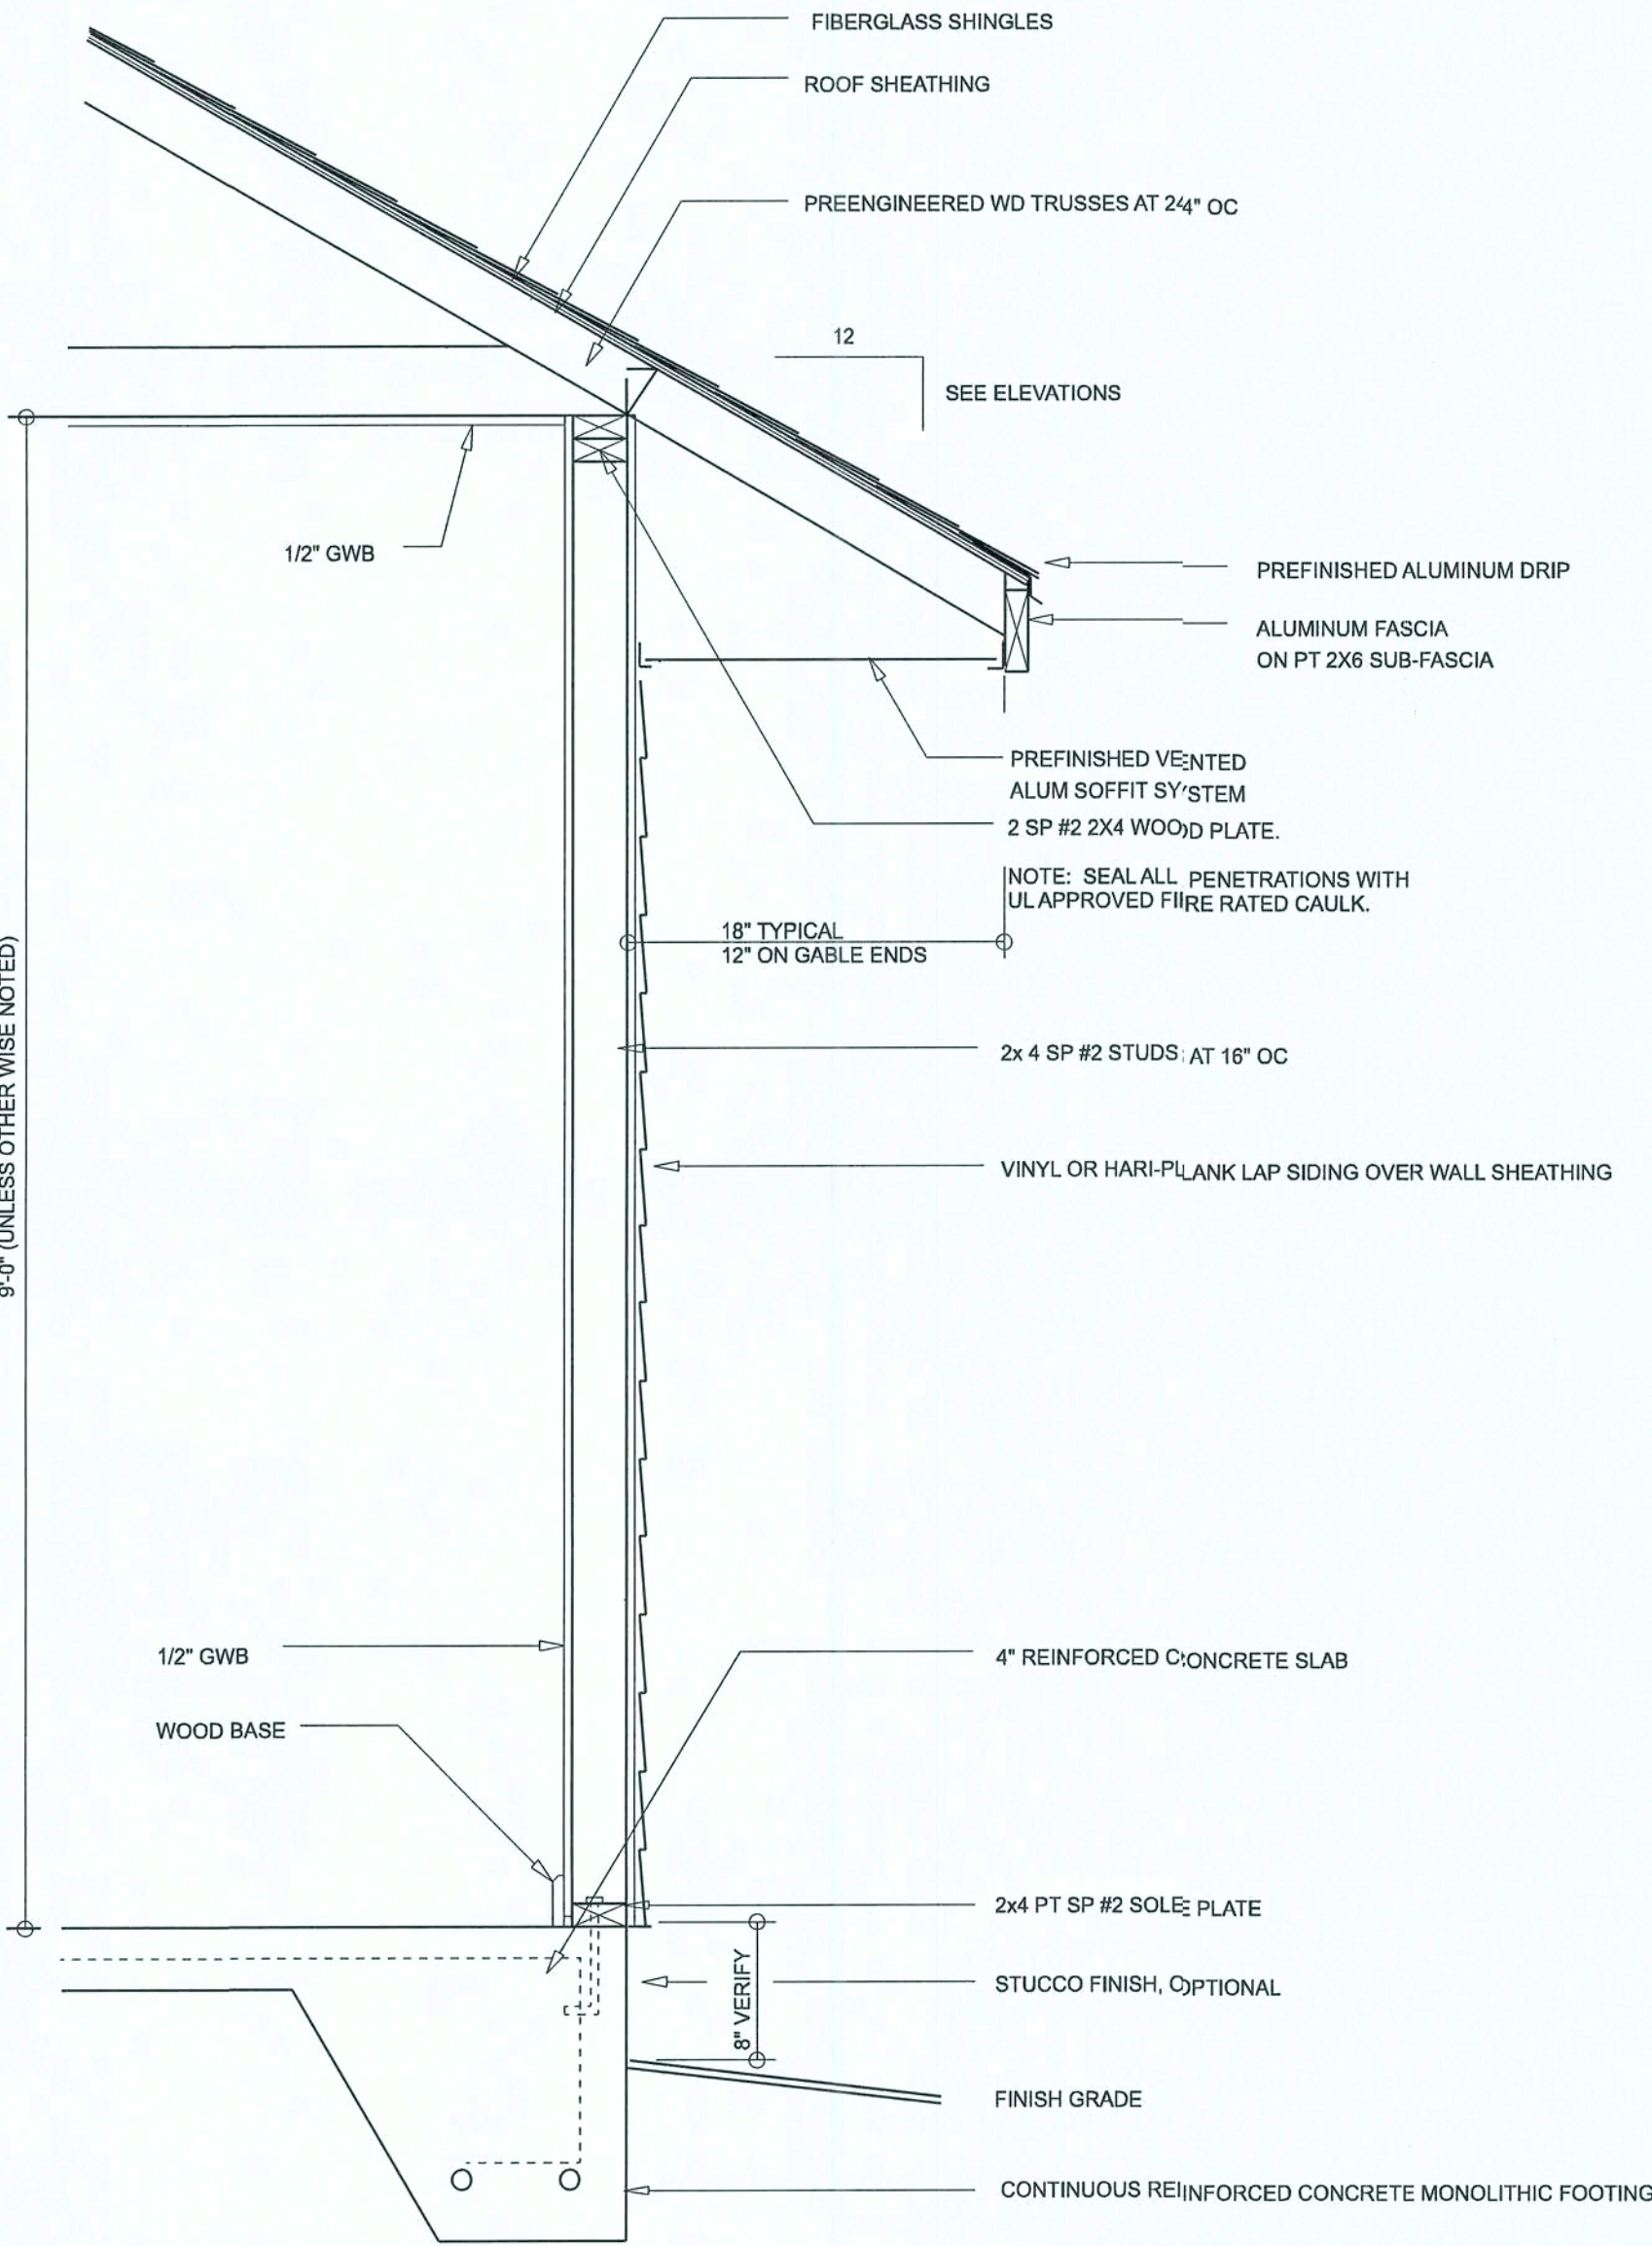 FIBERGLASS SHINGLES
ROOF SHEATHING
PREENGINEERED WD TRUSSES AT 24" OC
12
SEE ELEVATIONS
1/2" GWB
PREFINISHED ALUMINUM DRIP
ALUMINUM FASCIA
ON PT 2X6 SUB-FASCIA
PREFINISHED VENTED
ALUM SOFFIT SYSTEM
2 SP #2 2X4 WOOD PLATE.
NOTE: SEAL ALL PENETRATIONS WITH
UL APPROVED FIRE RATED CAULK.
18" TYPICAL
12" ON GABLE ENDS
9'-0" (UNLESS OTHER WISE NOTED)
2x 4 SP #2 STUDS AT 16" OC
VINYL OR HARI-PLANK LAP SIDING OVER WALL SHEATHING
1/2" GWB
4" REINFORCED CONCRETE SLAB
WOOD BASE
2x4 PT SP #2 SOLE PLATE
8" VERIFY
STUCCO FINISH, OPTIONAL
FINISH GRADE
CONTINUOUS REINFORCED CONCRETE MONOLITHIC FOOTING